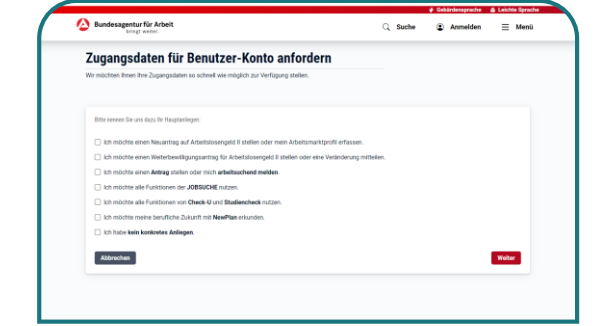 Gebärdensprache Leichte Sprache
Bundesagentur für Arbeit
bringt weiter.
Suche Anmelden Menü
Zugangsdaten für Benutzer-Konto anfordern
Wir möchten Ihnen Ihre Zugangsdaten so schnell wie möglich zur Verfügung stellen.
Bitte nennen Sie uns dazu Ihr Hauptanliegen:
Ich möchte einen Neuantrag auf Arbeitslosengeld II stellen oder mein Arbeitsmarktprofil erfassen.
Ich möchte einen Weiterbewilligungsantrag für Arbeitslosengeld II stellen oder eine Veränderung mitteilen.
Ich möchte einen Antrag stellen oder mich arbeitsuchend melden.
Ich möchte alle Funktionen der JOBSUCHE nutzen.
Ich möchte alle Funktionen von Check-U und Studiencheck nutzen.
Ich möchte meine berufliche Zukunft mit NewPlan erkunden.
Ich habe kein konkretes Anliegen.
Abbrechen Weiter